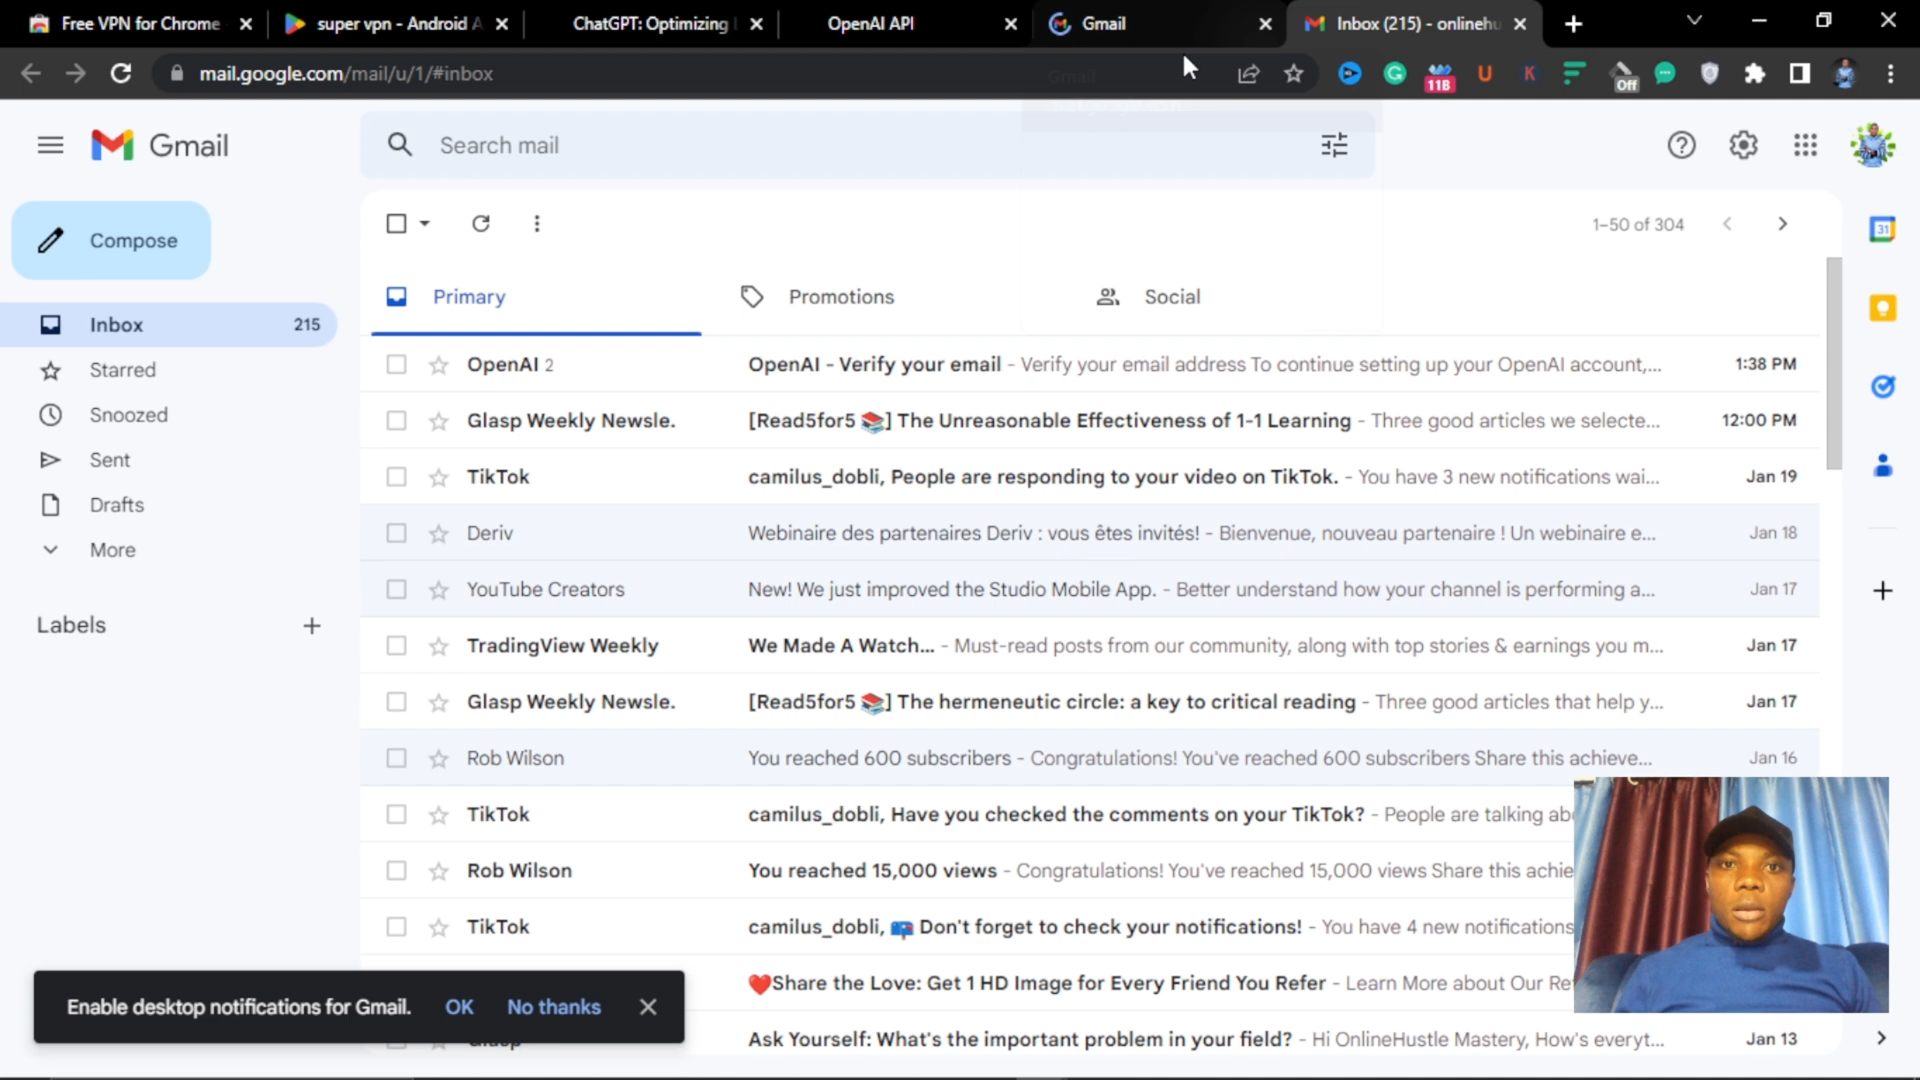 Free VPN for Chrome
super vpn - Android A
ChatGPT: Optimizing
OpenAI API
Gmail
Inbox (215) - onlinehu
mail.google.com/mail/u/1/#inbox
11B
U
K
Off
Gmail
Search mail
Compose
1–50 of 304
31
Primary
Promotions
Social
Inbox 215
Starred
Snoozed
Sent
Drafts
More
Labels
OpenAI 2 OpenAI - Verify your email - Verify your email address To continue setting up your OpenAI account,... 1:38 PM
Glasp Weekly Newsle. [Read5for5 📚] The Unreasonable Effectiveness of 1-1 Learning - Three good articles we selecte... 12:00 PM
TikTok camilus_dobli, People are responding to your video on TikTok. - You have 3 new notifications wai... Jan 19
Deriv Webinaire des partenaires Deriv : vous êtes invités! - Bienvenue, nouveau partenaire ! Un webinaire e... Jan 18
YouTube Creators New! We just improved the Studio Mobile App. - Better understand how your channel is performing a... Jan 17
TradingView Weekly We Made A Watch... - Must-read posts from our community, along with top stories & earnings you m... Jan 17
Glasp Weekly Newsle. [Read5for5 📚] The hermeneutic circle: a key to critical reading - Three good articles that help y... Jan 17
Rob Wilson You reached 600 subscribers - Congratulations! You've reached 600 subscribers Share this achieve... Jan 16
TikTok camilus_dobli, Have you checked the comments on your TikTok? - People are talking abo
Rob Wilson You reached 15,000 views - Congratulations! You've reached 15,000 views Share this achie
TikTok camilus_dobli, 📪 Don't forget to check your notifications! - You have 4 new notifications
❤️Share the Love: Get 1 HD Image for Every Friend You Refer - Learn More about Our Re
Glasp Ask Yourself: What's the important problem in your field? - Hi OnlineHustle Mastery, How's everyt... Jan 13
Enable desktop notifications for Gmail. OK No thanks